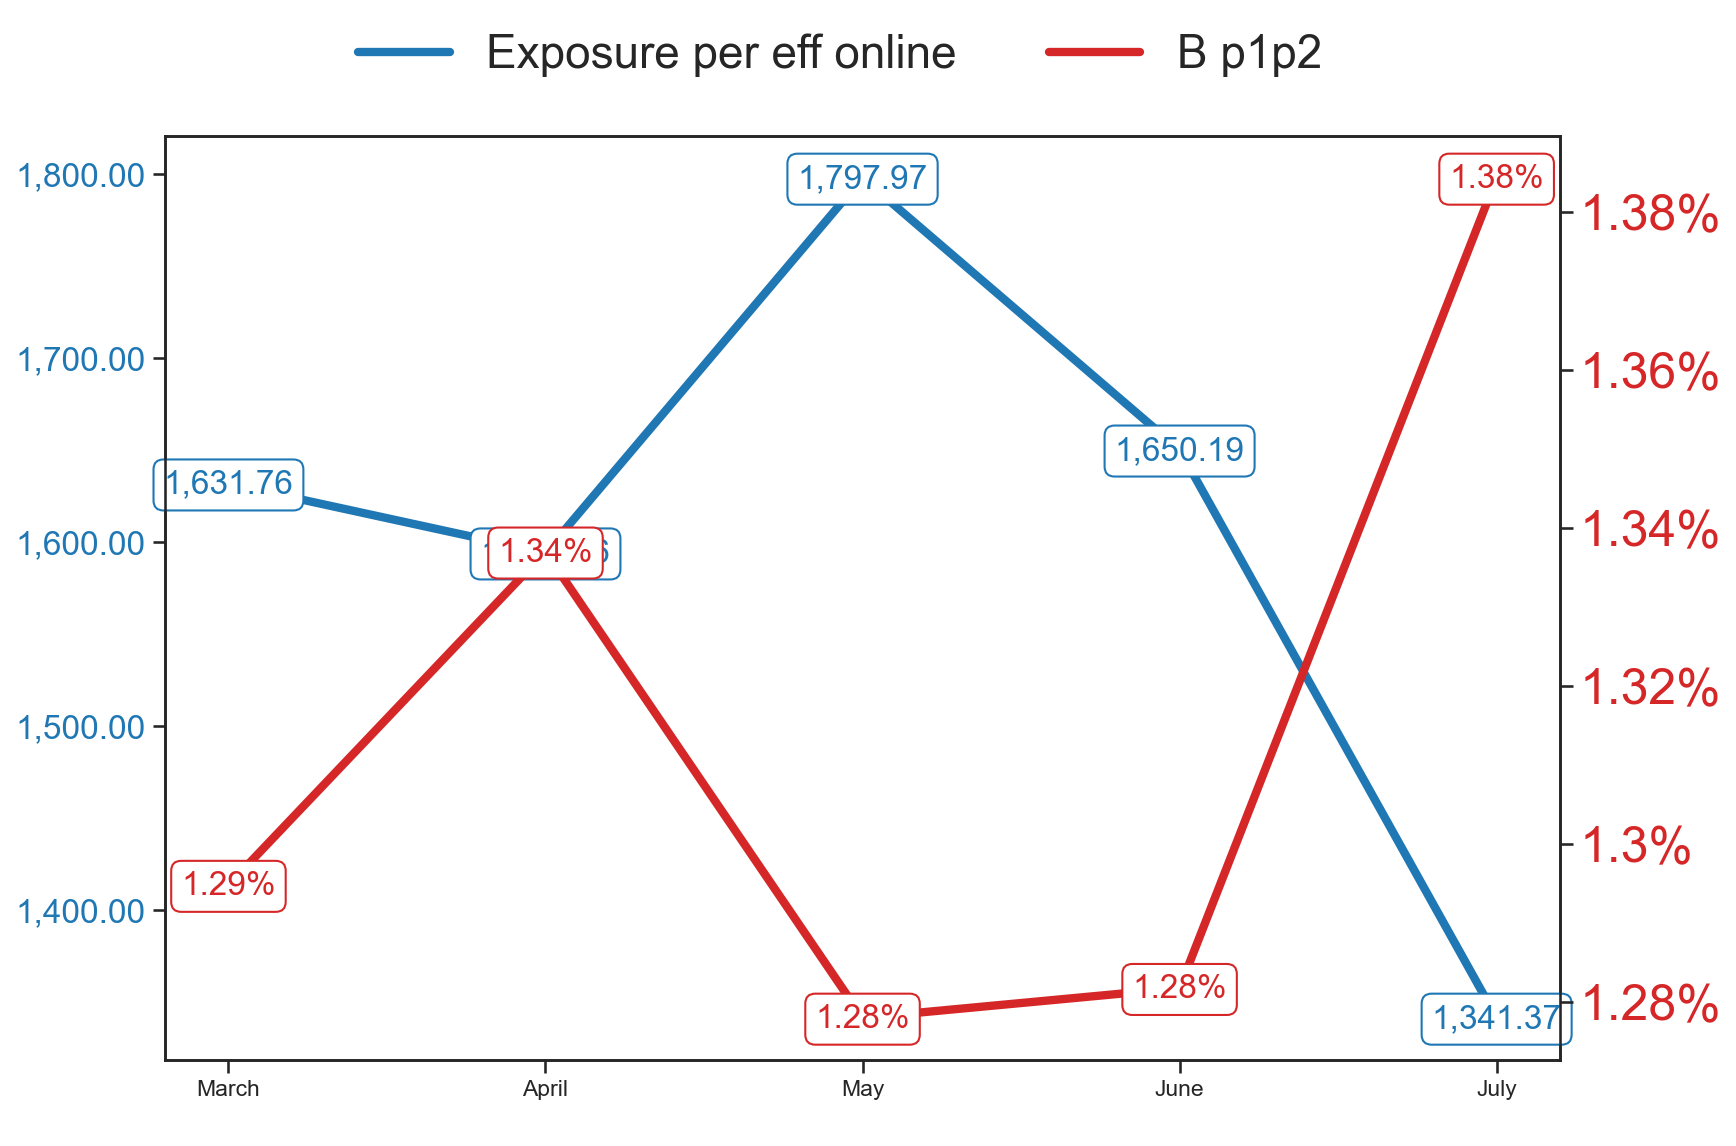 Exposure per eff online
B p1p2
1,800.00
1,700.00
1,600.00
1,500.00
1,400.00
1.38%
1.36%
1.34%
1.32%
1.3%
1.28%
1,797.97
1.38%
1,631.76
1,650.19
1.34%
1.29%
1.28%
1.28%
1,341.37
March
April
May
June
July